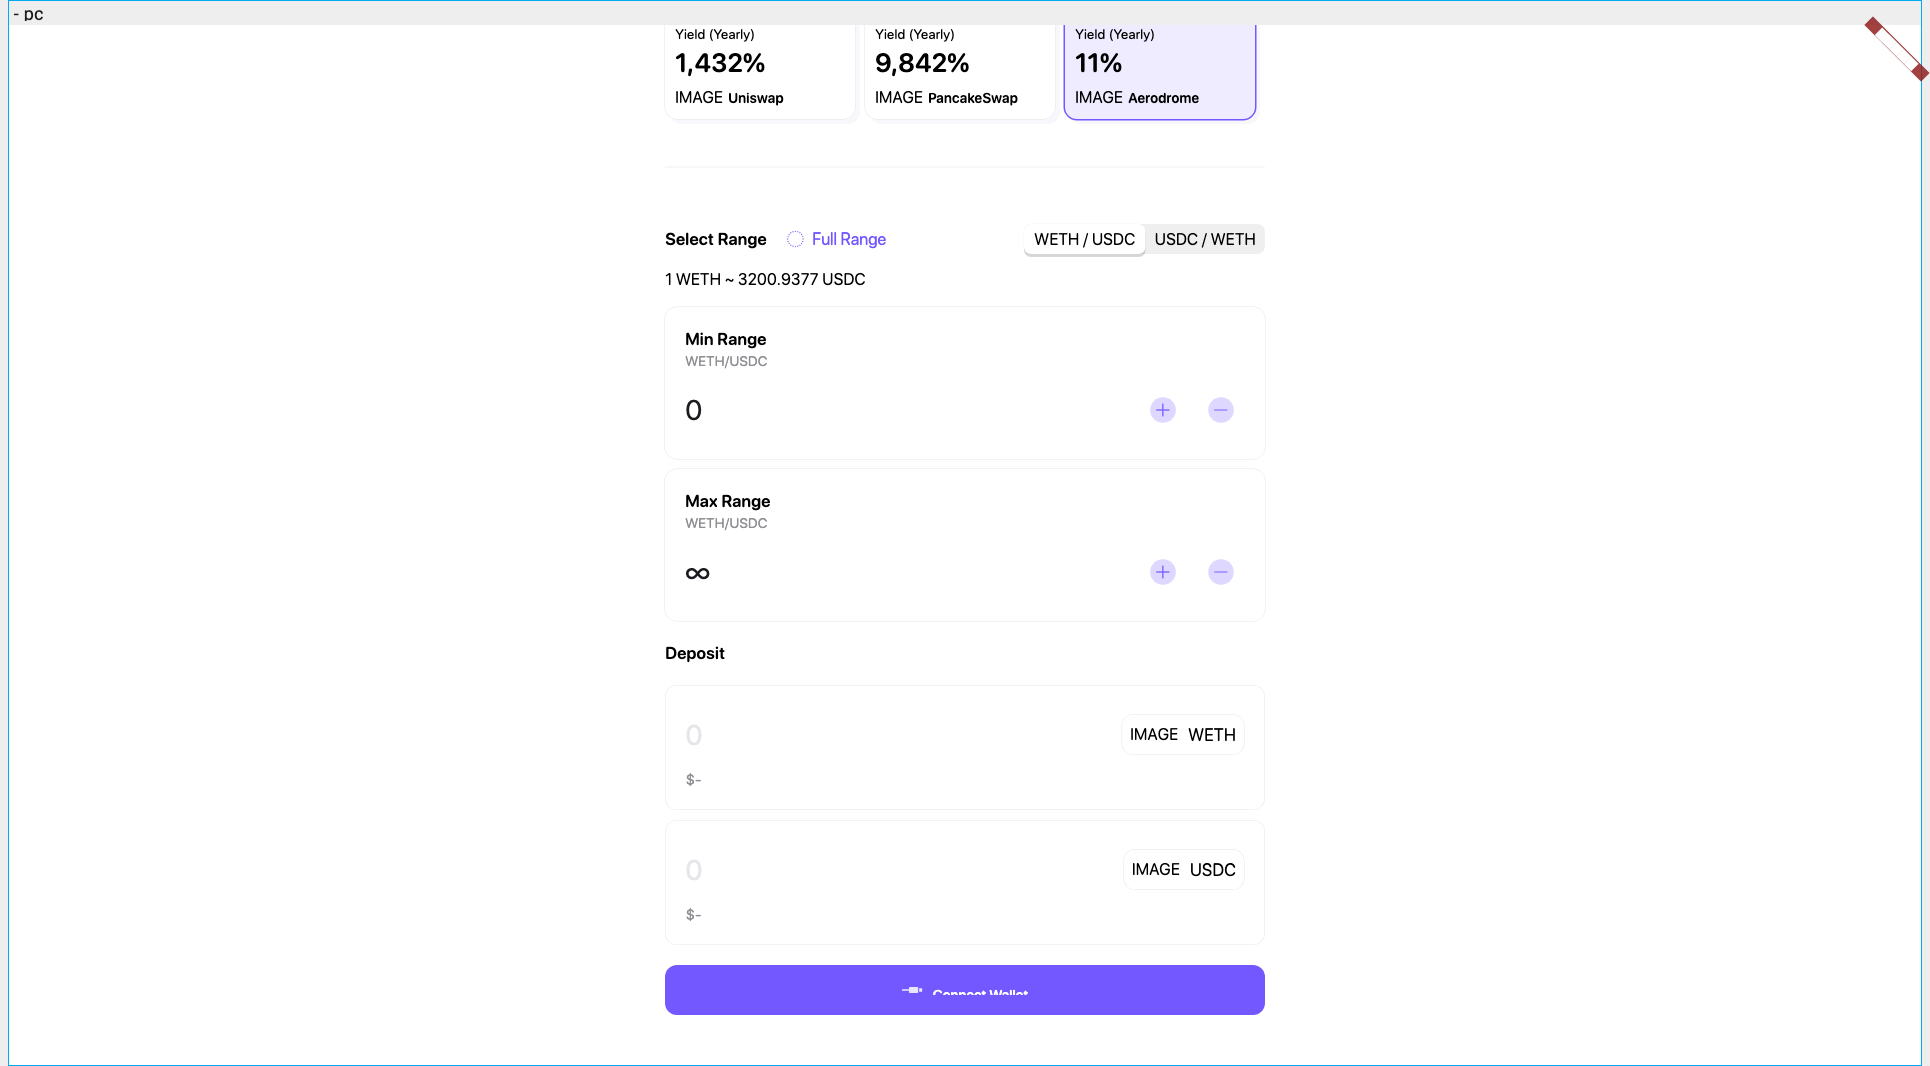 - pc
Yield (Yearly)
1,432%
IMAGE Uniswap
Yield (Yearly)
9,842%
IMAGE PancakeSwap
Yield (Yearly)
11%
IMAGE Aerodrome
Select Range
Full Range
WETH / USDC
USDC / WETH
1 WETH ~ 3200.9377 USDC
Min Range
WETH/USDC
0
Max Range
WETH/USDC
∞
Deposit
0
IMAGE WETH
$-
0
IMAGE USDC
$-
Connect Wallet